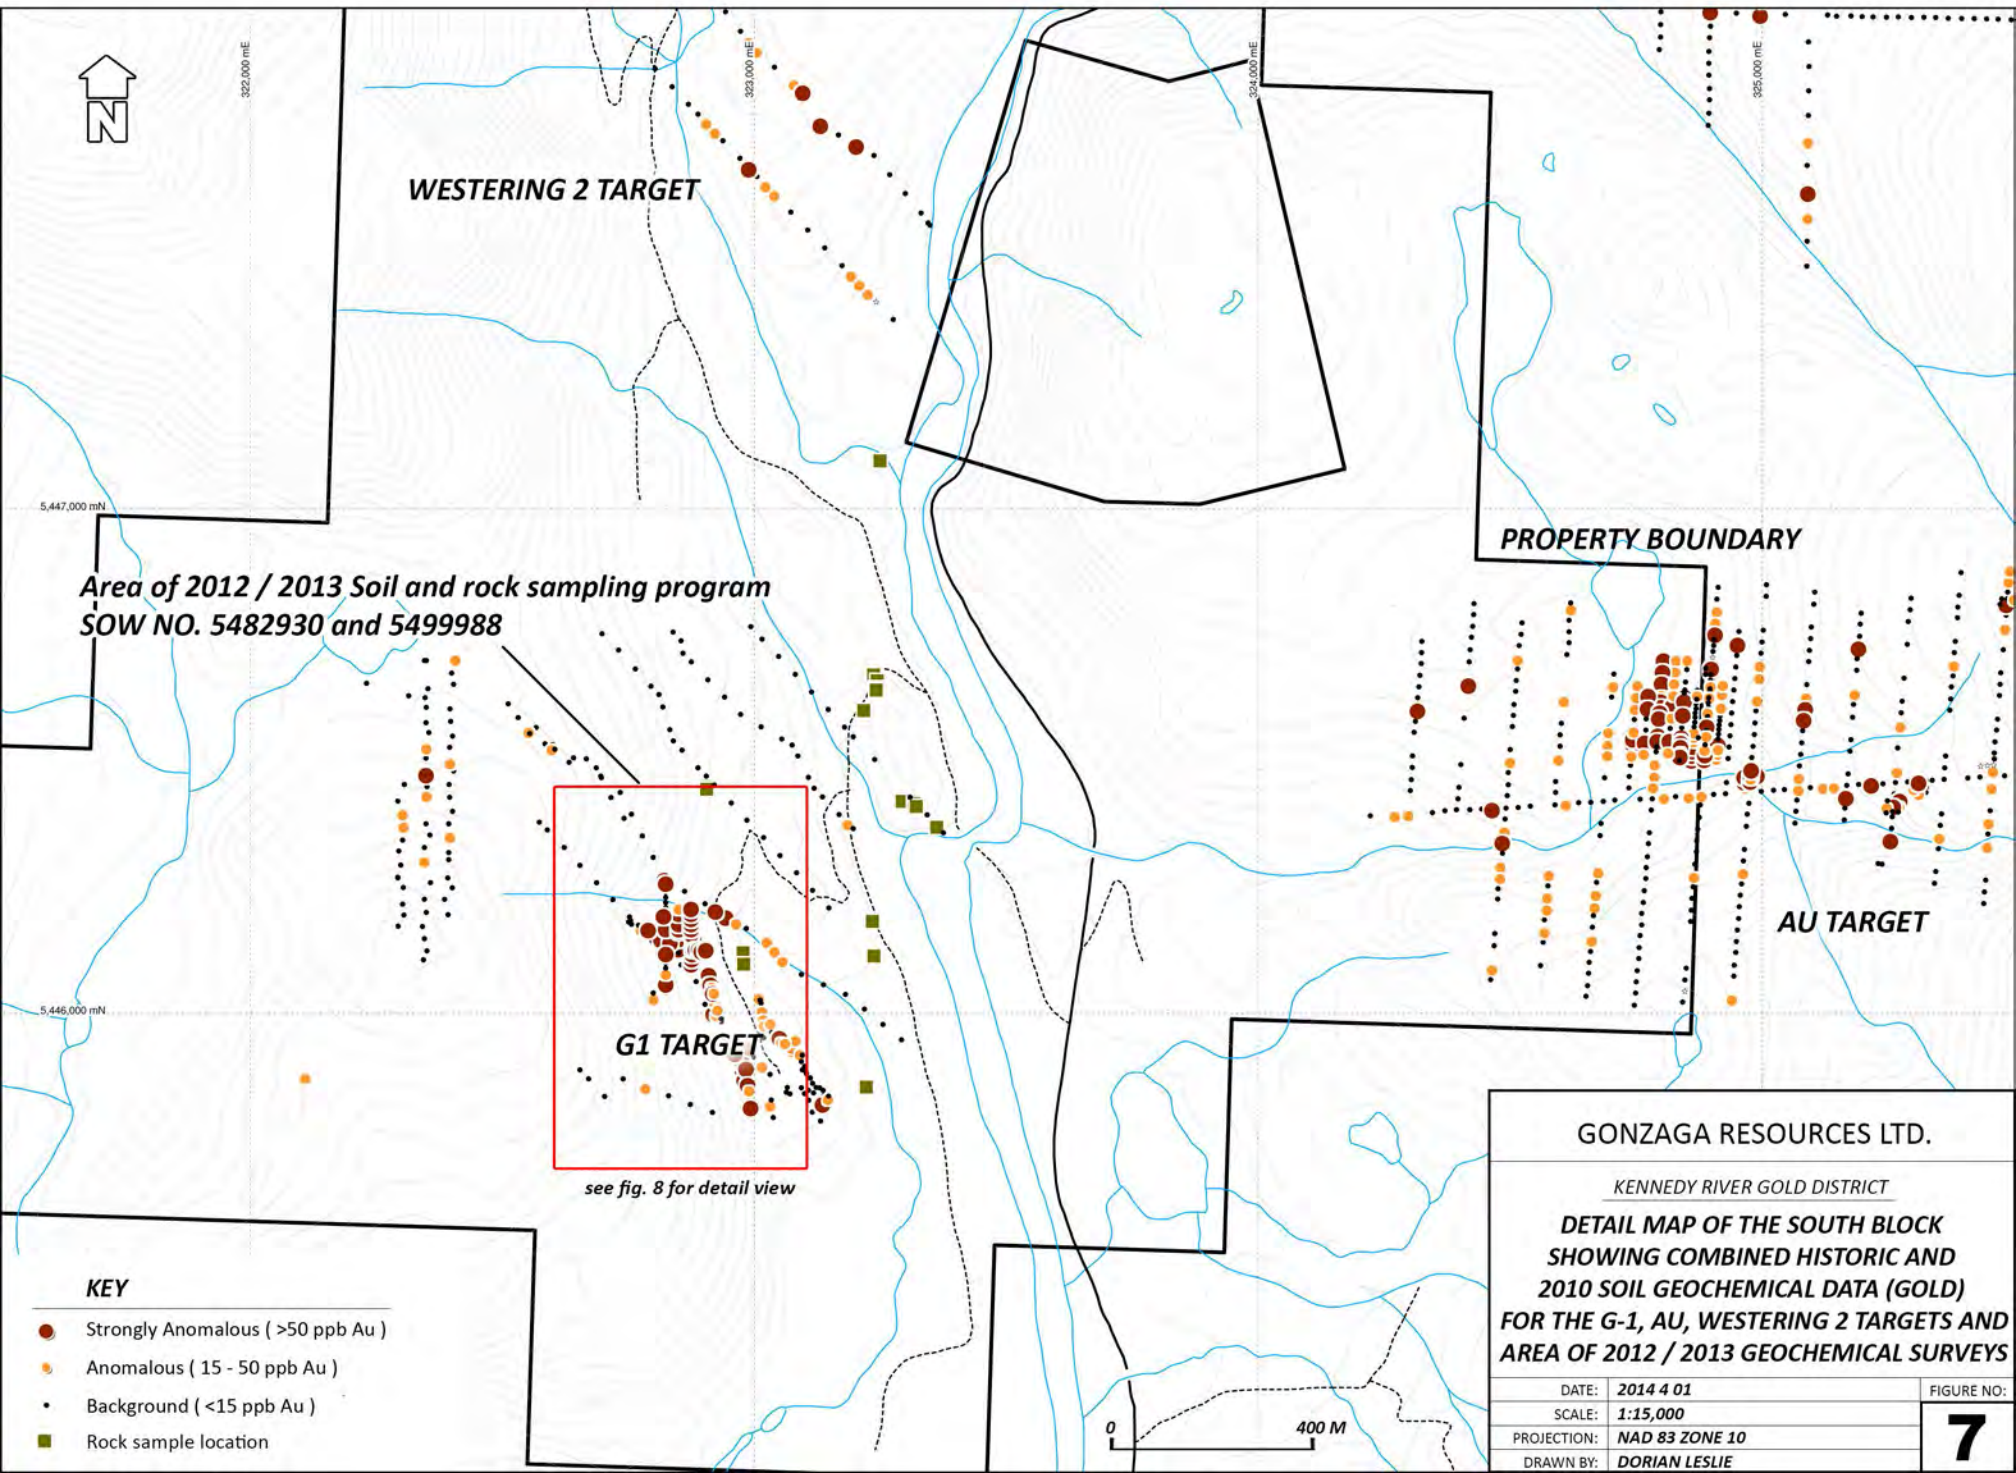 322,000 mE
323,000 mE
324,000 mE
325,000 mE
N
WESTERING 2 TARGET
5,447,000 mN
PROPERTY BOUNDARY
Area of 2012 / 2013 Soil and rock sampling program
SOW NO. 5482930 and 5499988
AU TARGET
5,446,000 mN
G1 TARGET
see fig. 8 for detail view
KEY
Strongly Anomalous ( >50 ppb Au )
Anomalous ( 15 - 50 ppb Au )
Background ( <15 ppb Au )
Rock sample location
0 400 M
GONZAGA RESOURCES LTD.
KENNEDY RIVER GOLD DISTRICT
DETAIL MAP OF THE SOUTH BLOCK
SHOWING COMBINED HISTORIC AND
2010 SOIL GEOCHEMICAL DATA (GOLD)
FOR THE G-1, AU, WESTERING 2 TARGETS AND
AREA OF 2012 / 2013 GEOCHEMICAL SURVEYS
DATE: 2014 4 01
SCALE: 1:15,000
PROJECTION: NAD 83 ZONE 10
DRAWN BY: DORIAN LESLIE
FIGURE NO:
7